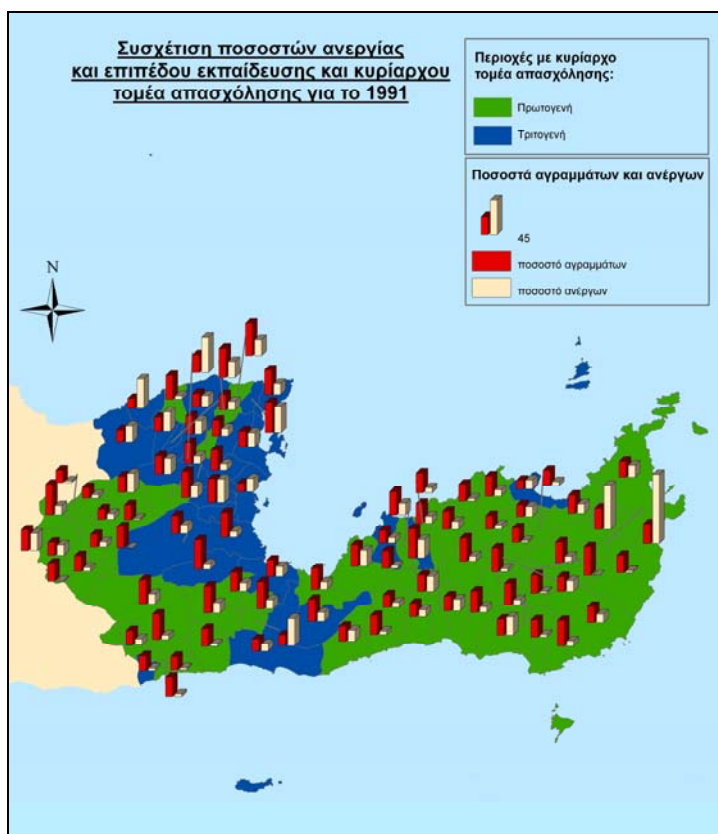 Συσχέτιση ποσοστών ανεργίας
και επιπέδου εκπαίδευσης και κυρίαρχου
τομέα απασχόλησης για το 1991
Περιοχές με κυρίαρχο
τομέα απασχόλησης:
Πρωτογενή
Τριτογενή
Ποσοστά αγραμμάτων και ανέργων
45
ποσοστό αγραμμάτων
ποσοστό ανέργων
N